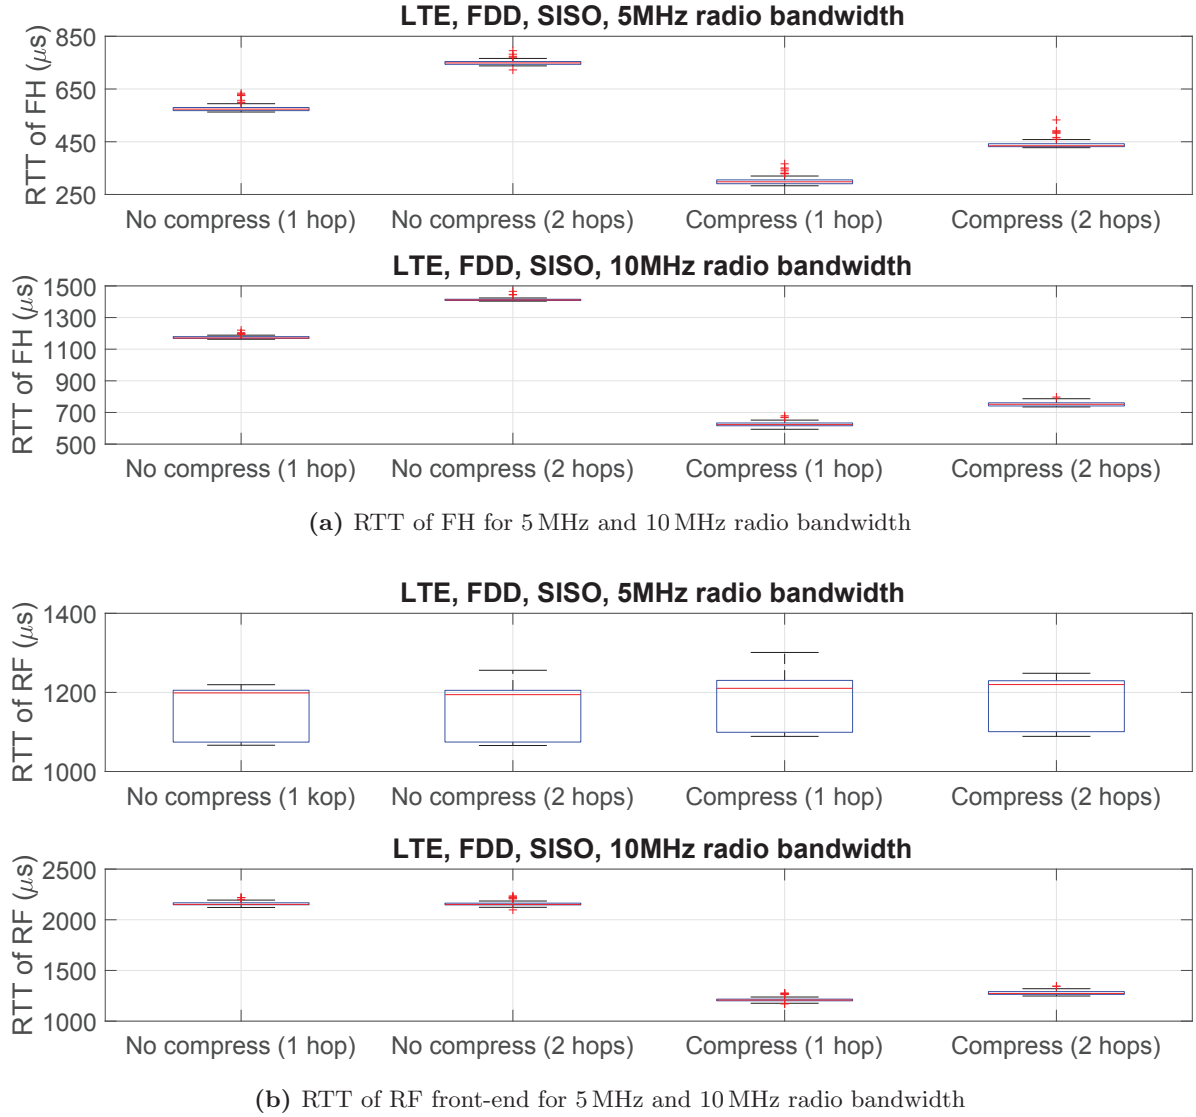 LTE, FDD, SISO, 5MHz radio bandwidth
RTT of FH (μs)
850
650
450
250
No compress (1 hop) No compress (2 hops) Compress (1 hop) Compress (2 hops)
LTE, FDD, SISO, 10MHz radio bandwidth
RTT of FH (μs)
1500
1300
1100
900
700
500
No compress (1 hop) No compress (2 hops) Compress (1 hop) Compress (2 hops)
(a) RTT of FH for 5 MHz and 10 MHz radio bandwidth
LTE, FDD, SISO, 5MHz radio bandwidth
RTT of RF (μs)
1400
1200
1000
No compress (1 kop) No compress (2 hops) Compress (1 hop) Compress (2 hops)
LTE, FDD, SISO, 10MHz radio bandwidth
RTT of RF (μs)
2500
2000
1500
1000
No compress (1 hop) No compress (2 hops) Compress (1 hop) Compress (2 hops)
(b) RTT of RF front-end for 5 MHz and 10 MHz radio bandwidth